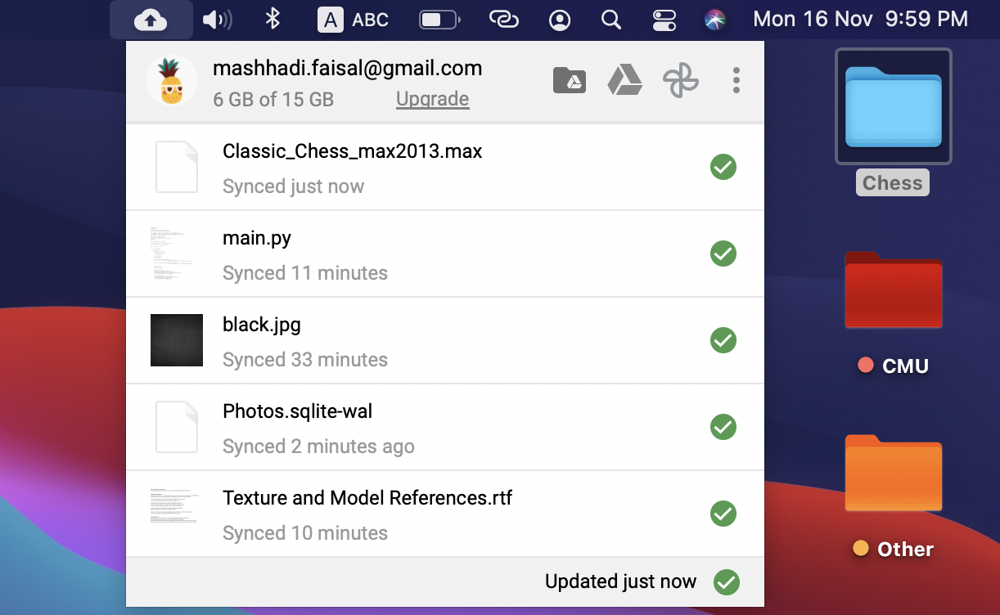 A ABC Mon 16 Nov 9:59 PM
mashhadi.faisal@gmail.com
6 GB of 15 GB Upgrade
Classic_Chess_max2013.max
Synced just now
main.py
Synced 11 minutes
black.jpg
Synced 33 minutes
Photos.sqlite-wal
Synced 2 minutes ago
Texture and Model References.rtf
Synced 10 minutes
Updated just now
Chess
CMU
Other